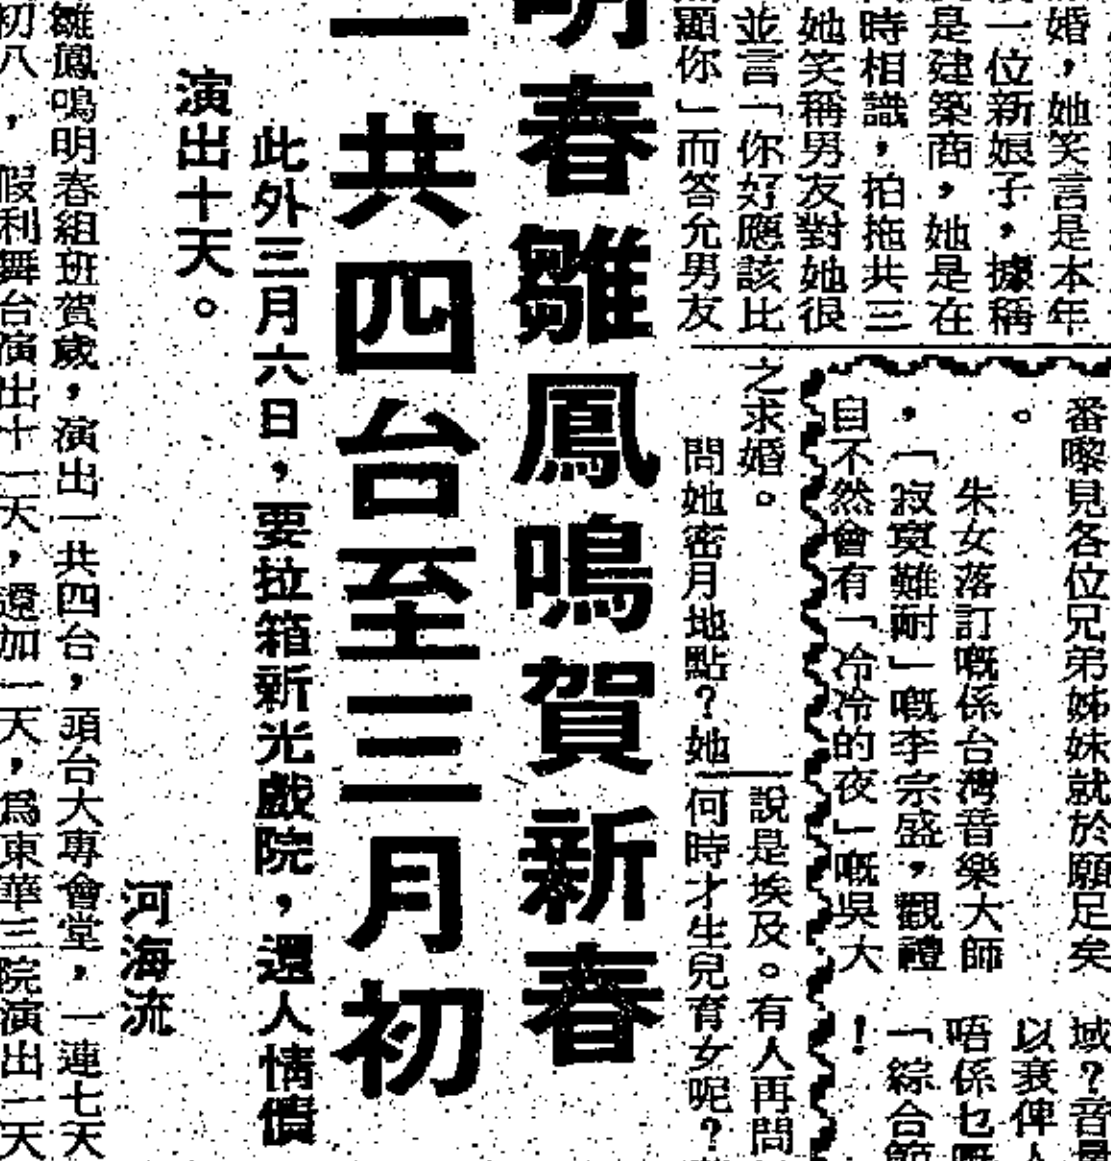 婚，她笑言是本年
一位新娘子，據稱
是建築商，她是在
時相識，拍拖共三
她笑稱男友對她很
並言「你好應該比
顯你」而答允男友
之求婚。
問她密月地點？她
說是埃及。有人再問
何時才生兒育女呢？
番嚟見各位兄弟姊妹就於願足矣
。
朱女落訂嘅係台灣音樂大師
，「寂寞難耐」嘅李宗盛，觀禮
自不然會有「冷冷的夜」嘅吳大
域？音
以衰俾人
唔係乜嘢
「綜合節
！
明春雛鳳鳴賀新春
一共四台至三月初
此外三月六日，要拉箱新光戲院，還人情債
演出十天。
河海流
雛鳳鳴明春組班賀歲，演出一共四台，頭台大專會堂，一連七天
初八，假利舞台演出十一天，還加一天，爲東華三院演出一天